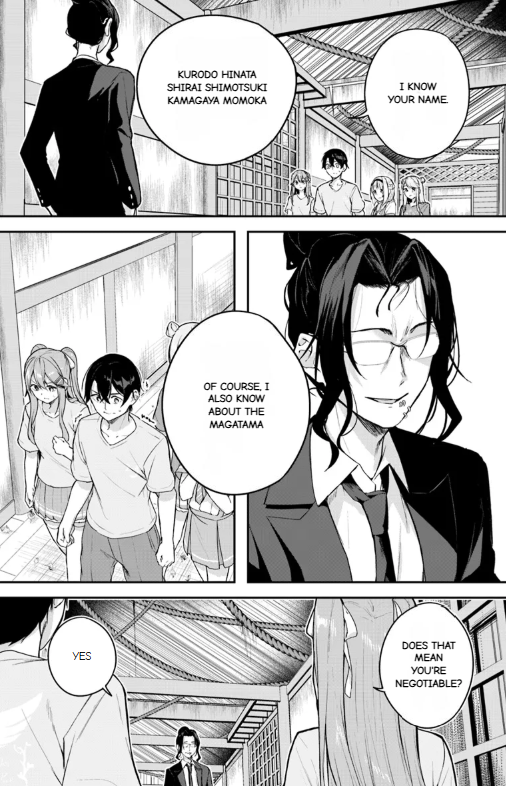 I KNOW
YOUR NAME.
KURODO HINATA
SHIRAI SHIMOTSUKI
KAMAGAYA MOMOKA
OF COURSE, I
ALSO KNOW
ABOUT THE
MAGATAMA
DOES THAT
MEAN
YOU'RE
NEGOTIABLE?
YES